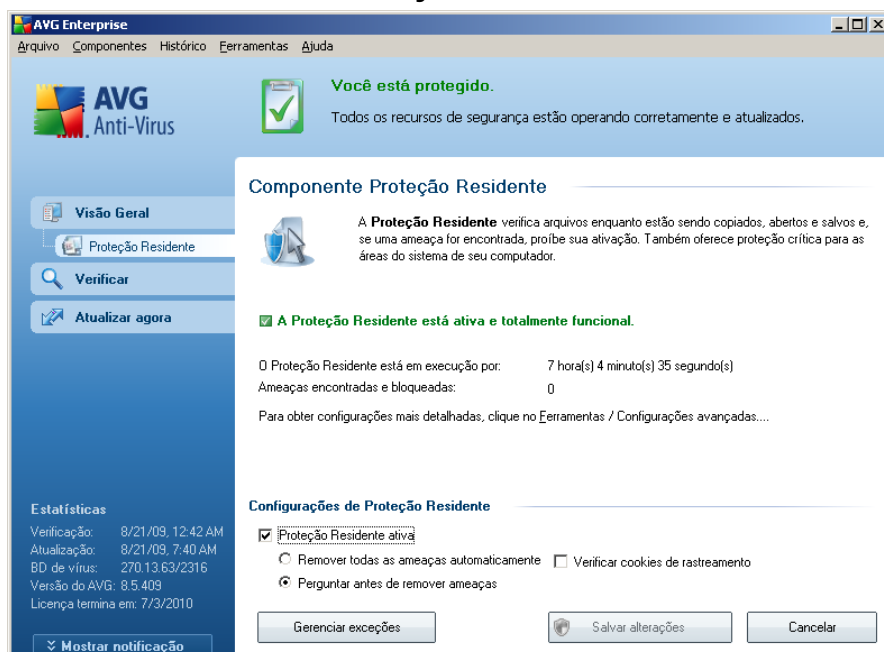 AVG Enterprise
Arquivo Componentes Histórico Ferramentas Ajuda
AVG
Anti-Virus
Você está protegido.
Todos os recursos de segurança estão operando corretamente e atualizados.
Visão Geral
Proteção Residente
Verificar
Atualizar agora
Componente Proteção Residente
A Proteção Residente verifica arquivos enquanto estão sendo copiados, abertos e salvos e,
se uma ameaça for encontrada, proíbe sua ativação. Também oferece proteção crítica para as
áreas do sistema de seu computador.
A Proteção Residente está ativa e totalmente funcional.
O Proteção Residente está em execução por: 7 hora(s) 4 minuto(s) 35 segundo(s)
Ameaças encontradas e bloqueadas: 0
Para obter configurações mais detalhadas, clique no Ferramentas / Configurações avançadas....
Configurações de Proteção Residente
Proteção Residente ativa
Remover todas as ameaças automaticamente Verificar cookies de rastreamento
Perguntar antes de remover ameaças
Gerenciar exceções Salvar alterações Cancelar
Estatísticas
Verificação: 8/21/09, 12:42 AM
Atualização: 8/21/09, 7:40 AM
BD de vírus: 270.13.63/2316
Versão do AVG: 8.5.409
Licença termina em: 7/3/2010
Mostrar notificação